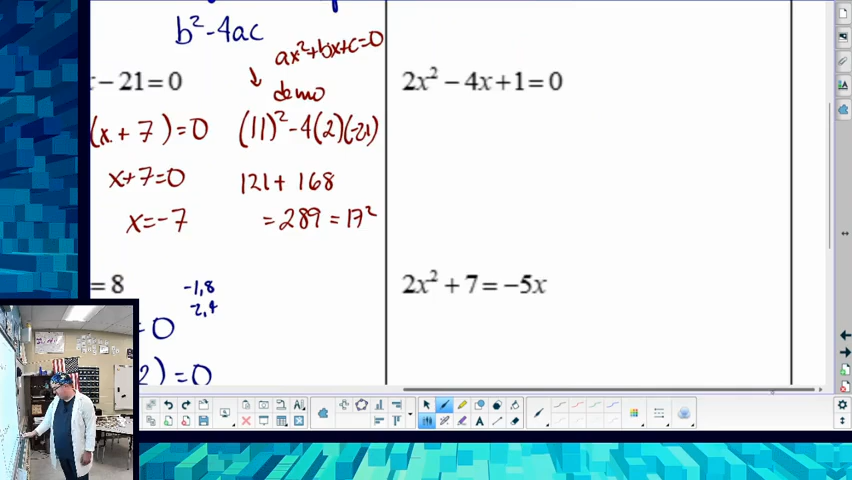 b²-4ac
ax²+bx+c=0
x-21=0
demo
(x+7)=0
(11)²-4(2)(-21)
x+7=0
121+168
x=-7
=289=17²
=8
-1,8
2,4
=0
2)=0
2x²-4x+1=0
2x²+7=-5x